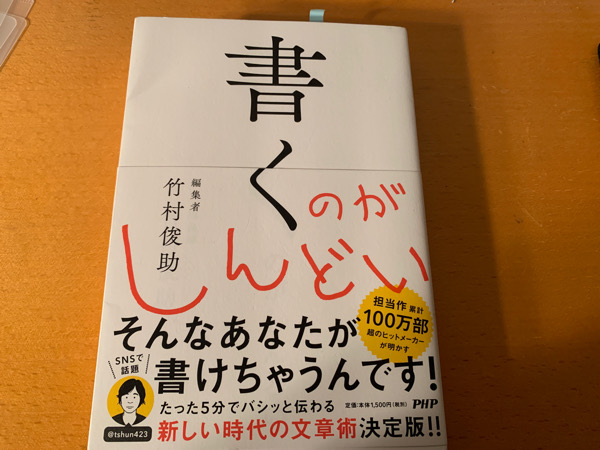 書く
のが
しんどい
編集者
竹村俊助
担当作 累計
100万部
超のヒットメーカー
が明かす
そんなあなたが
SNSで
話題
書けちゃうんです!
たった5分でバシッと伝わる
定価:本体1,500円(税別)
PHP
@tshun423
新しい時代の文章術決定版!!